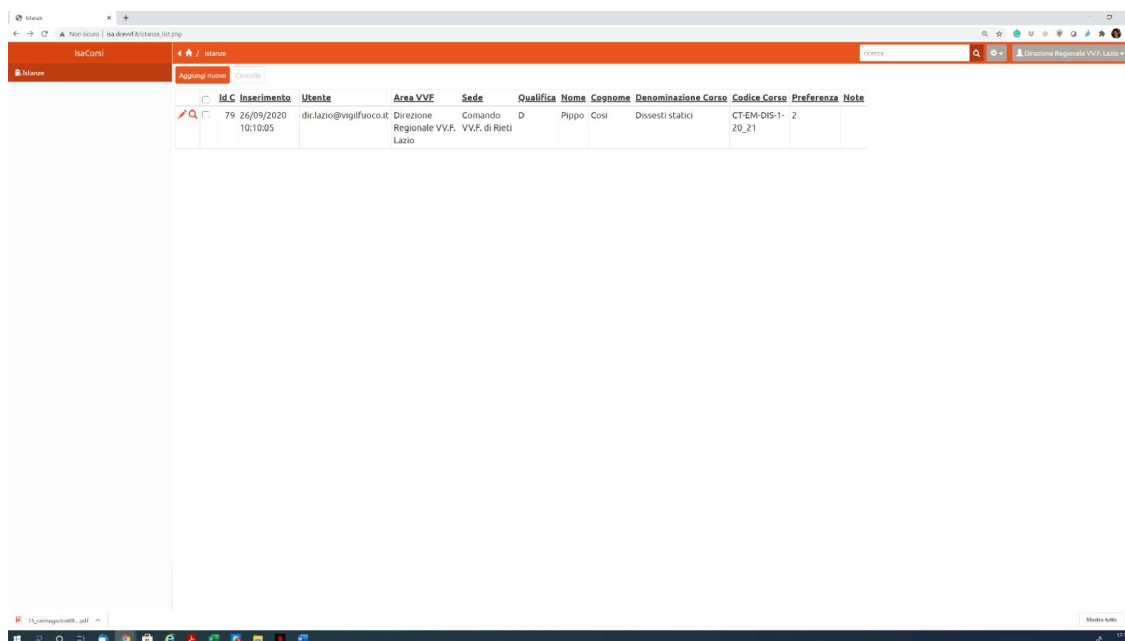 Istanze
Non sicuro | isa.dcewf.it/istanze_list.php
IsaCorsi
/ Istanze
ricerca
Direzione Regionale VV.F. Lazio
Istanze
Aggiungi nuovo Cancella
Id C Inserimento Utente Area VVF Sede Qualifica Nome Cognome Denominazione Corso Codice Corso Preferenza Note
79 26/09/2020 dir.lazio@vigilfuoco.it Direzione Comando D Pippo Cosi Dissesti statici CT-EM-DIS-1- 2
10:10:05 Regionale VV.F. VV.F. di Rieti 20_21
Lazio
Mostra tutto